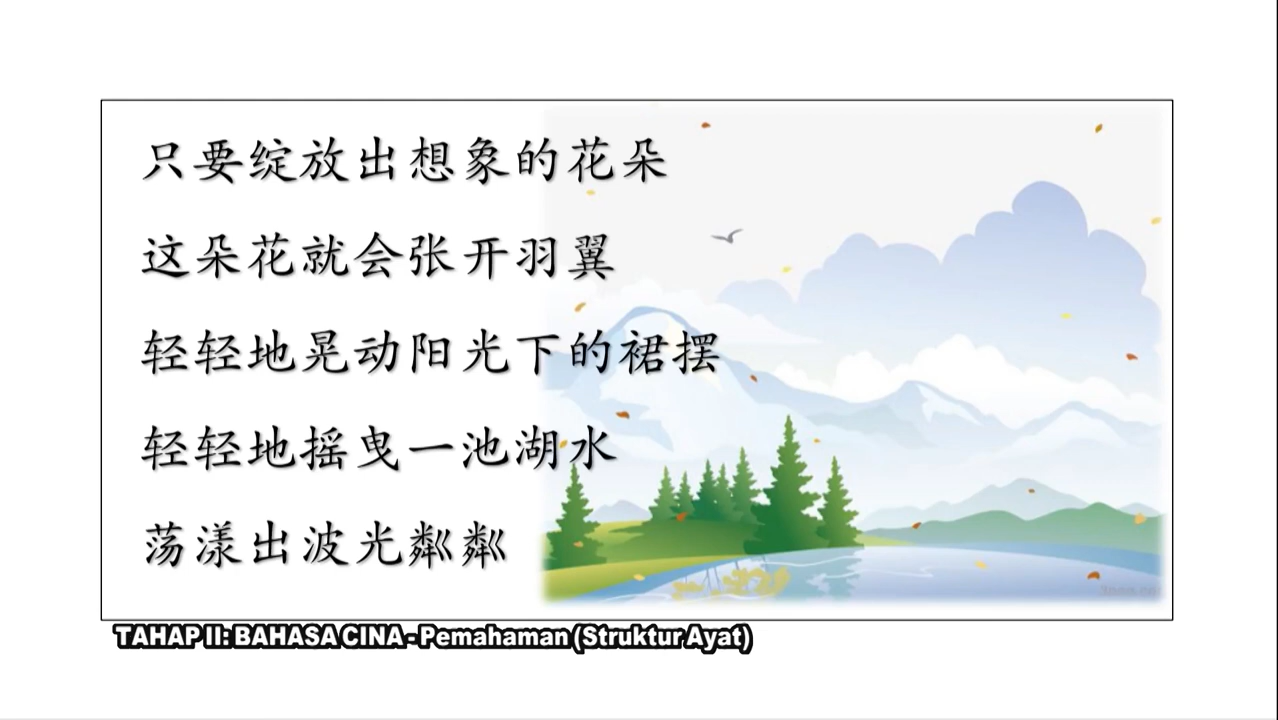 只要绽放出想象的花朵
这朵花就会张开羽翼
轻轻地晃动阳光下的裙摆
轻轻地摇曳一池湖水
荡漾出波光粼粼
TAHAP II: BAHASA CINA - Pemahaman (Struktur Ayat)